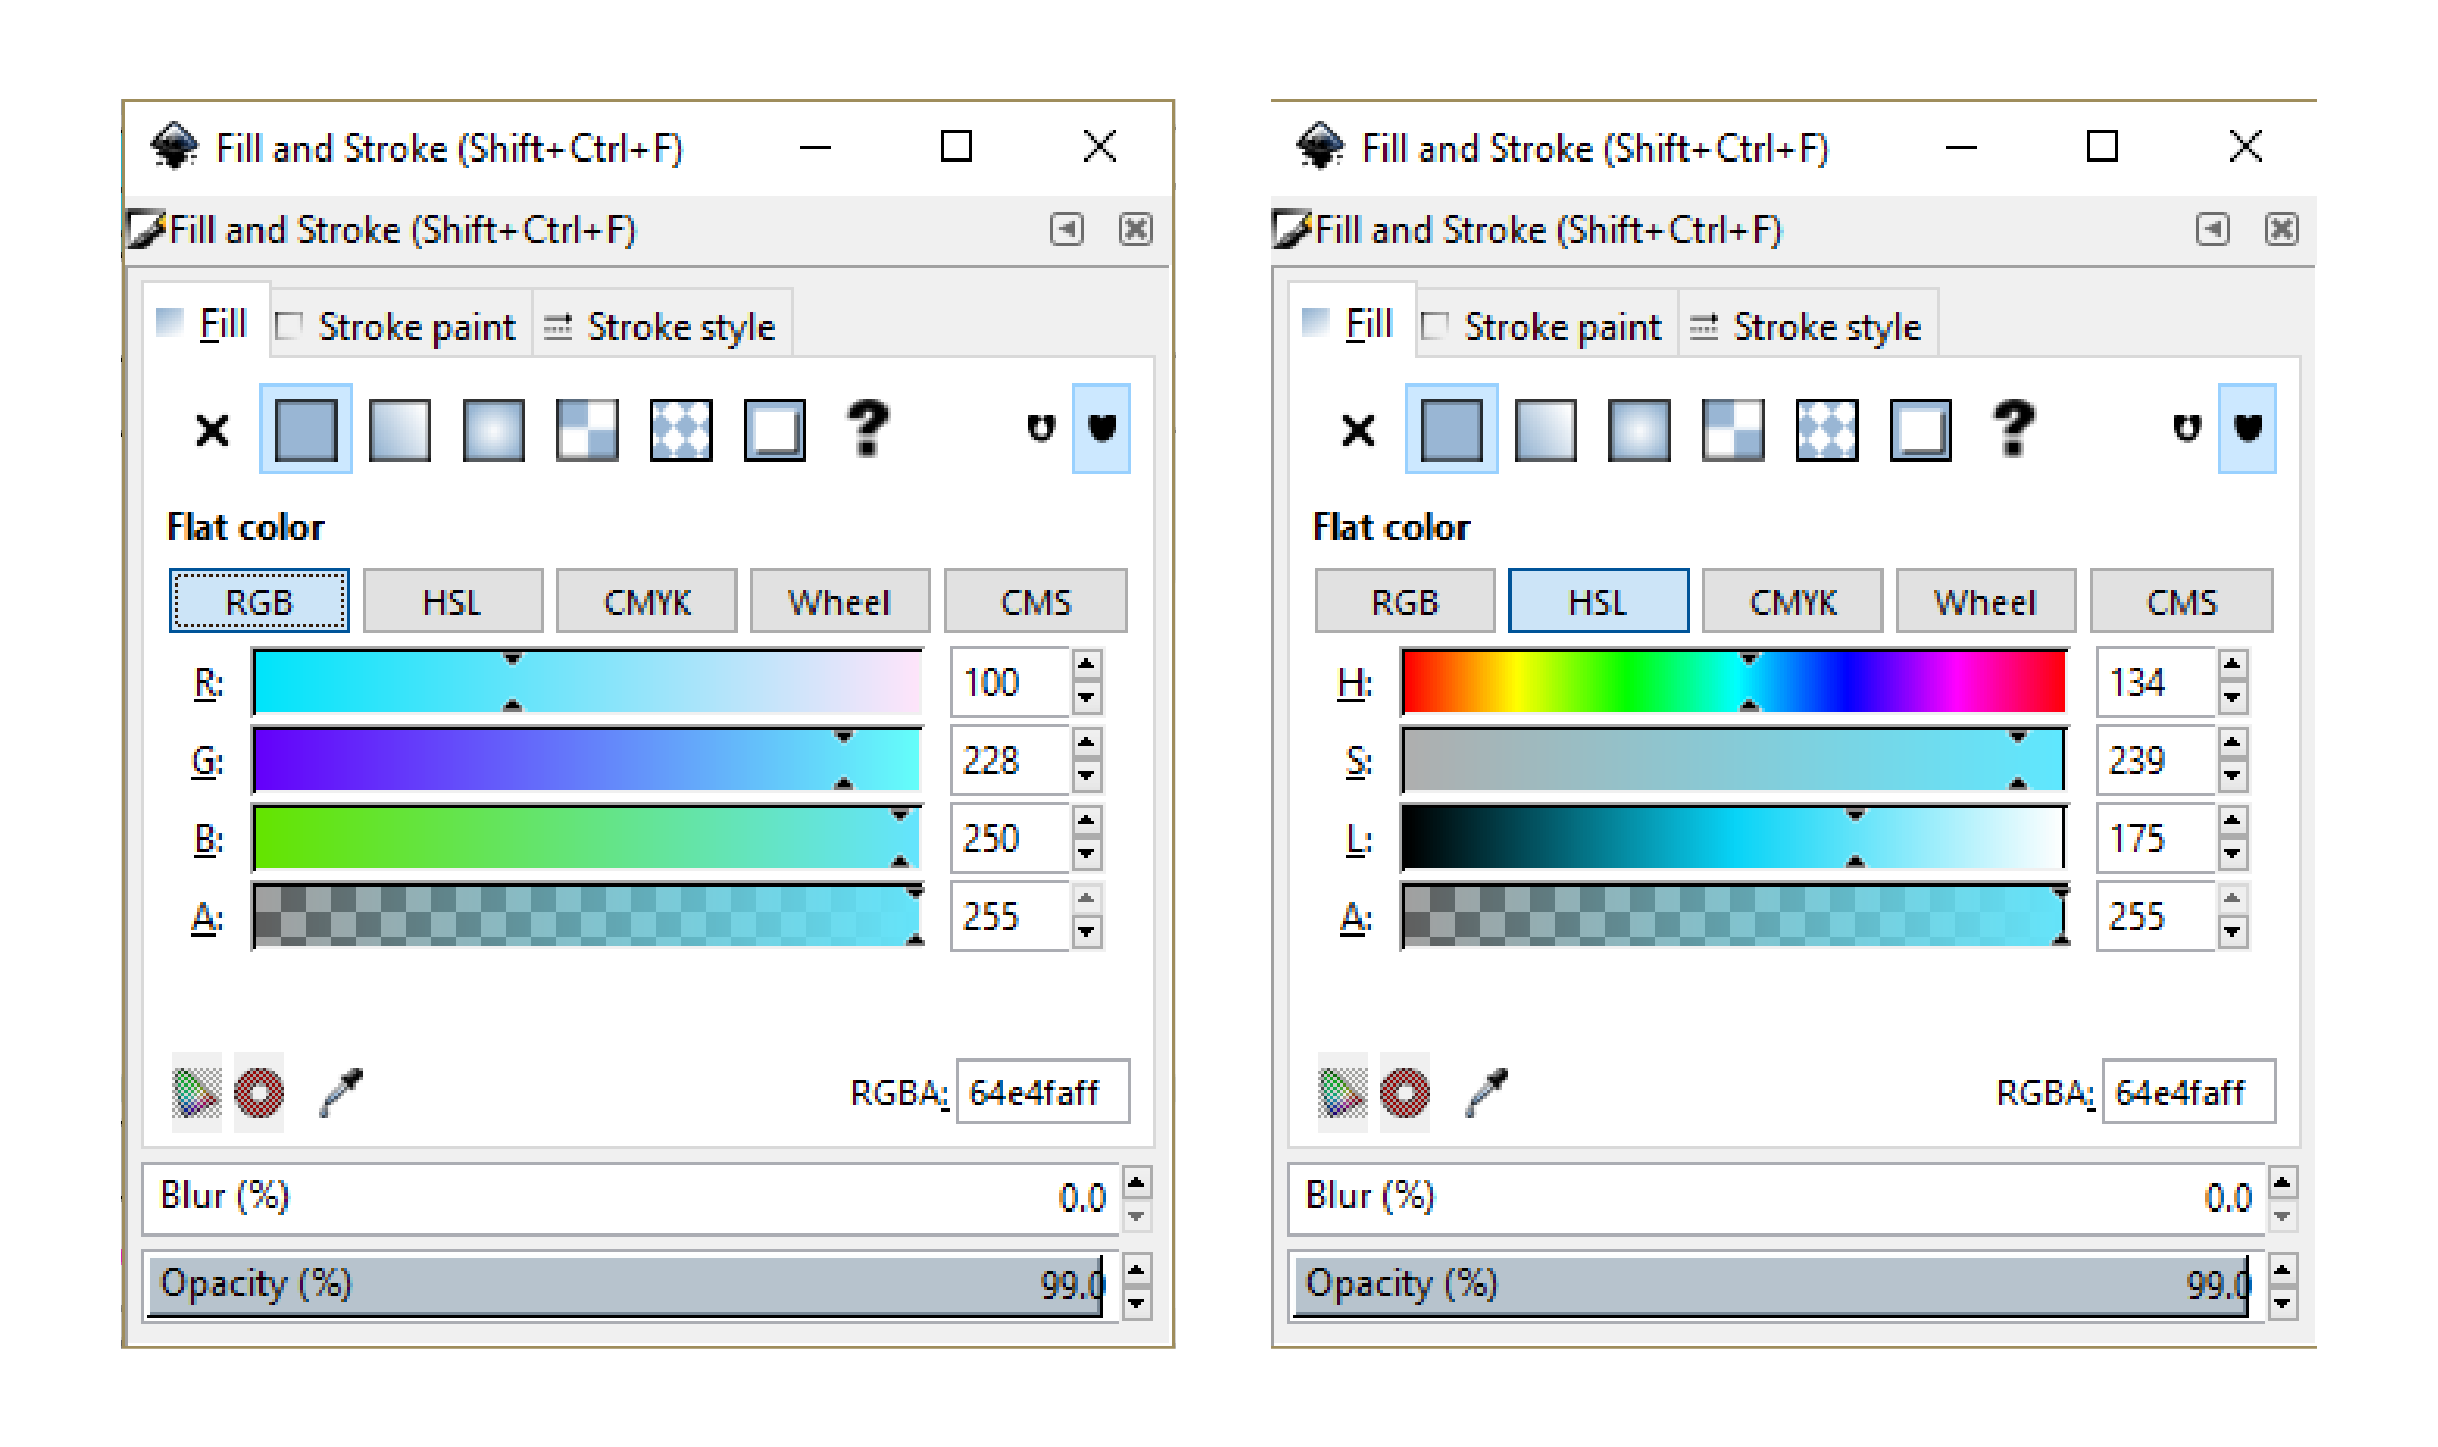 Fill and Stroke (Shift+Ctrl+F)
Fill and Stroke (Shift+Ctrl+F)
Fill Stroke paint Stroke style
?
Flat color
RGB HSL CMYK Wheel CMS
R: 100
G: 228
B: 250
A: 255
RGBA: 64e4faff
Blur (%) 0.0
Opacity (%) 99.0
Fill and Stroke (Shift+Ctrl+F)
Fill and Stroke (Shift+Ctrl+F)
Fill Stroke paint Stroke style
?
Flat color
RGB HSL CMYK Wheel CMS
H: 134
S: 239
L: 175
A: 255
RGBA: 64e4faff
Blur (%) 0.0
Opacity (%) 99.0